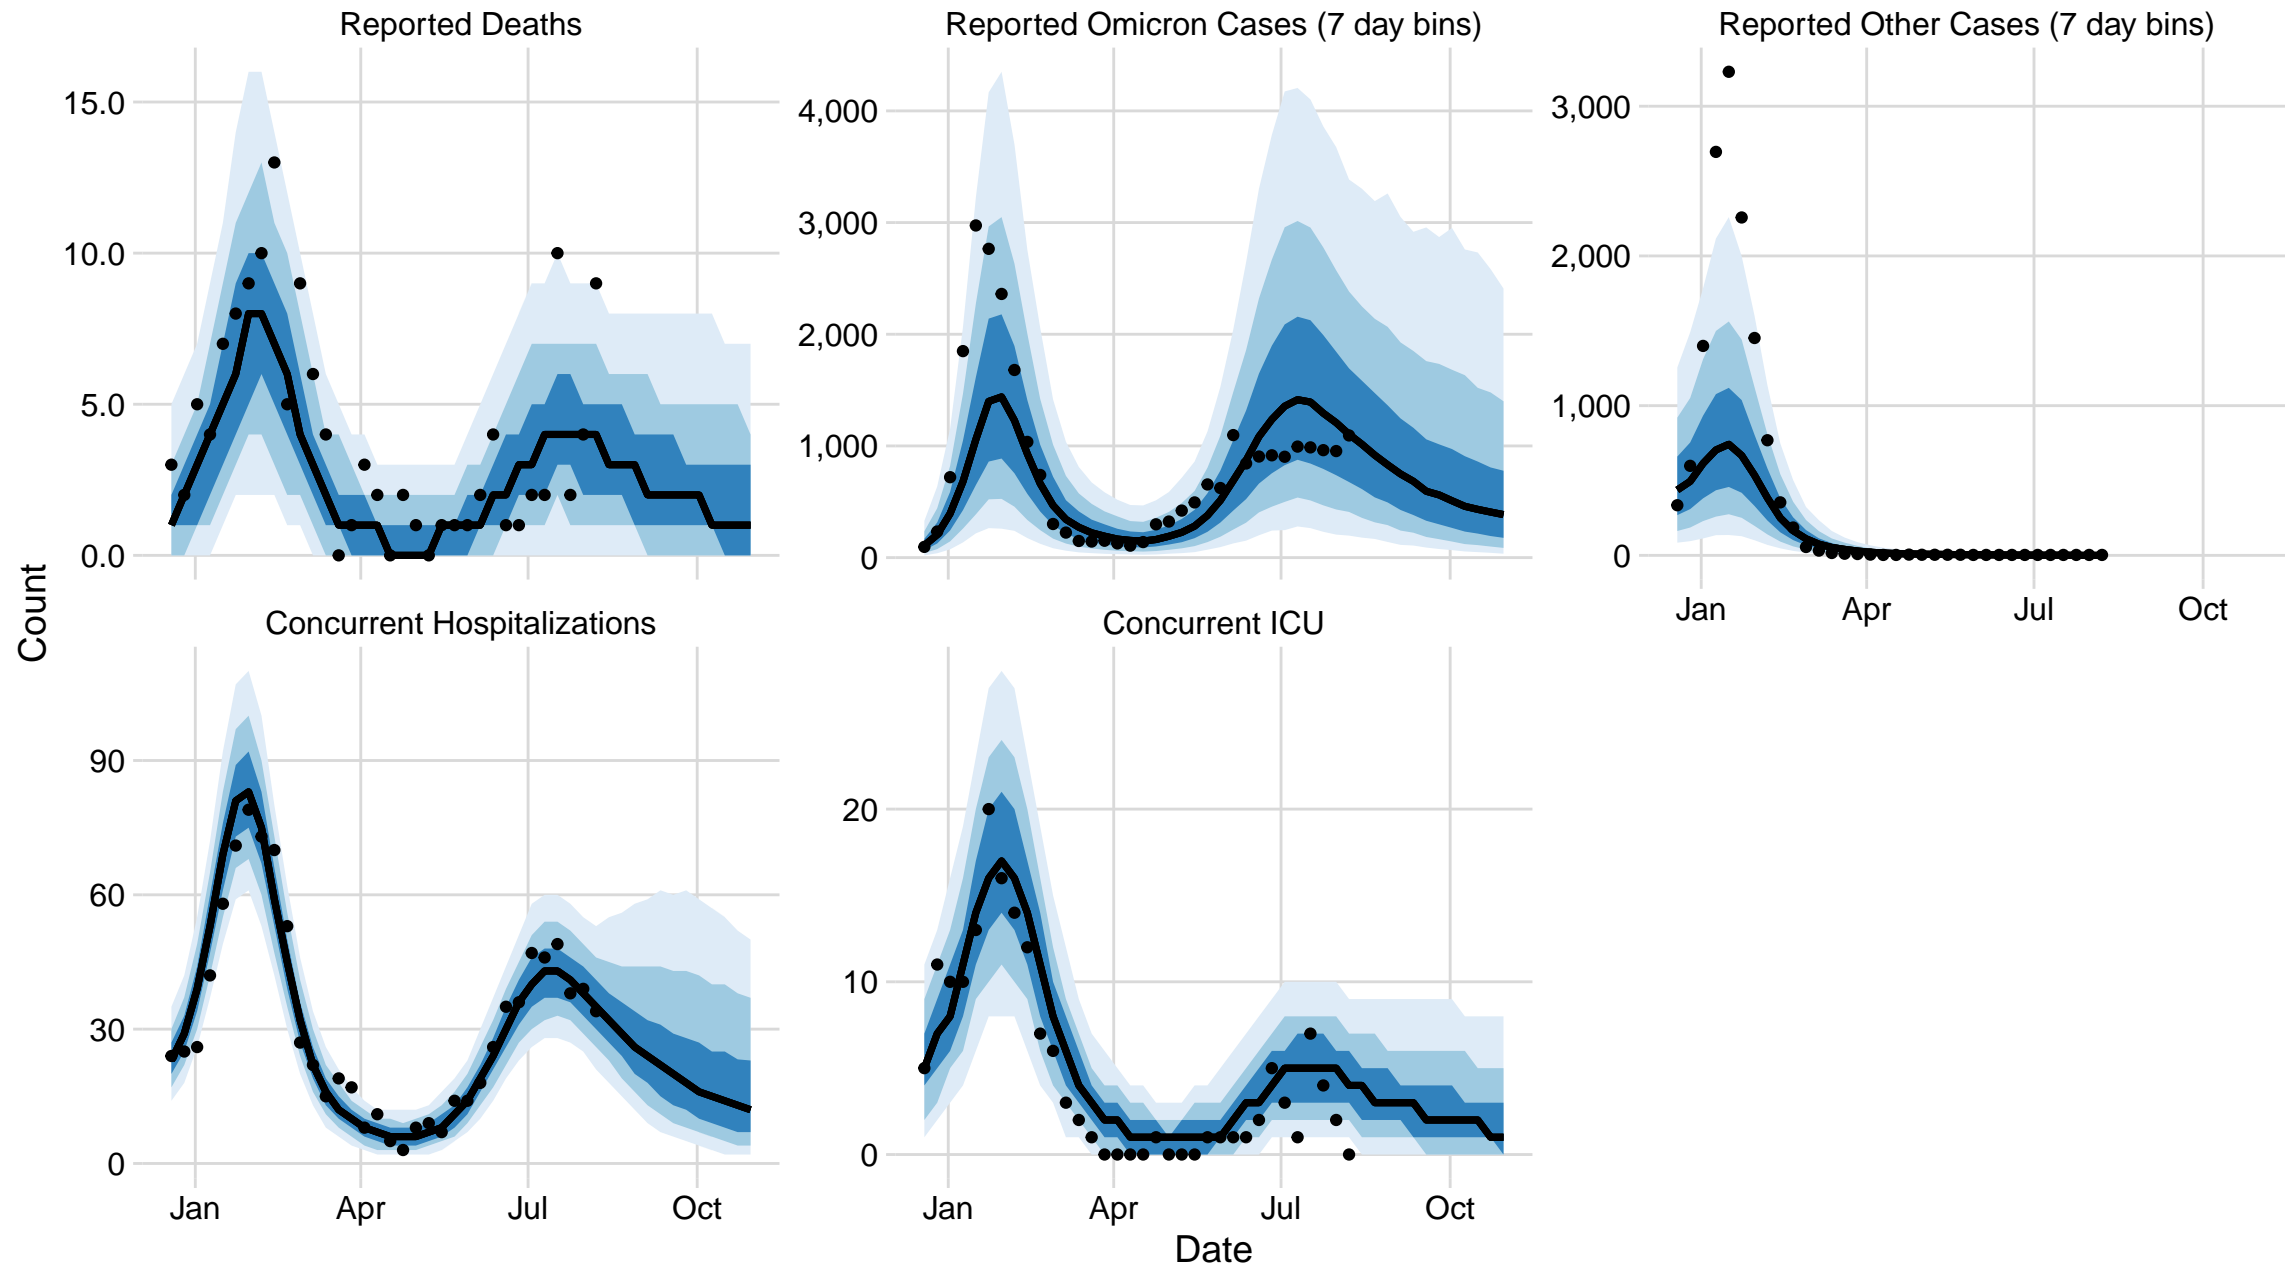 Reported Deaths
Reported Omicron Cases (7 day bins)
Reported Other Cases (7 day bins)
15.0
10.0
5.0
0.0
4,000
3,000
2,000
1,000
0
3,000
2,000
1,000
0
Jan Apr Jul Oct
Count
Concurrent Hospitalizations
Concurrent ICU
90
60
30
0
20
10
0
Jan Apr Jul Oct
Jan Apr Jul Oct
Date